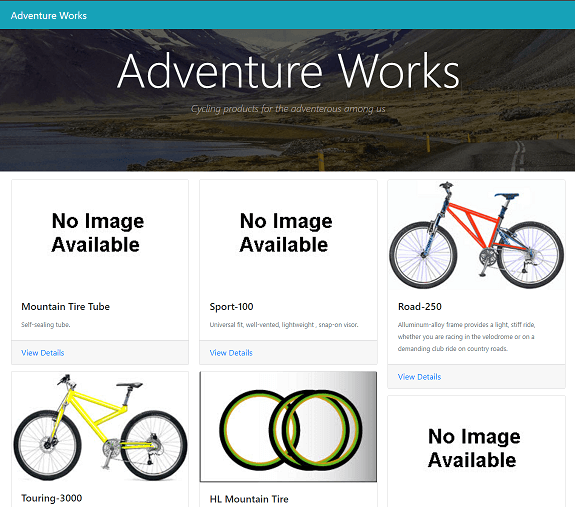 Adventure Works
Adventure Works
Cycling products for the adventerous among us
No Image
Available
Mountain Tire Tube
Self-sealing tube.
View Details
No Image
Available
Sport-100
Universal fit, well-vented, lightweight , snap-on visor.
View Details
Road-250
Alluminum-alloy frame provides a light, stiff ride,
whether you are racing in the velodrome or on a
demanding club ride on country roads.
View Details
Touring-3000
HL Mountain Tire
No Image
Available